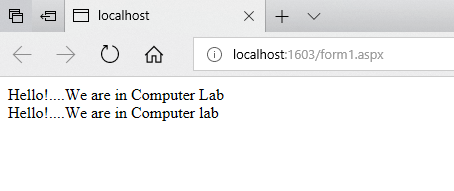 localhost
localhost:1603/form1.aspx
Hello!....We are in Computer Lab
Hello!....We are in Computer lab